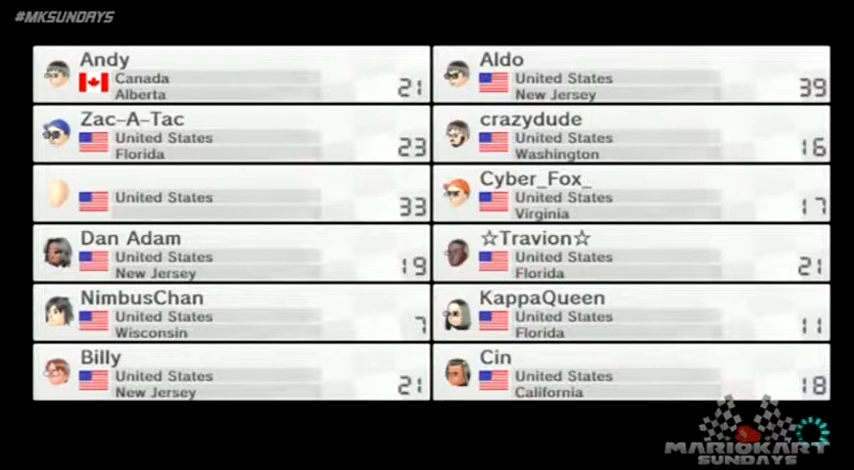 #MKSUNDAYS
Andy
Canada
Alberta
21
Aldo
United States
New Jersey
39
Zac-A-Tac
United States
Florida
23
crazydude
United States
Washington
16
United States
33
Cyber_Fox_
United States
Virginia
17
Dan Adam
United States
New Jersey
19
☆Travion☆
United States
Florida
21
NimbusChan
United States
Wisconsin
7
KappaQueen
United States
Florida
11
Billy
United States
New Jersey
21
Cin
United States
California
18
MARIOKART
SUNDAYS